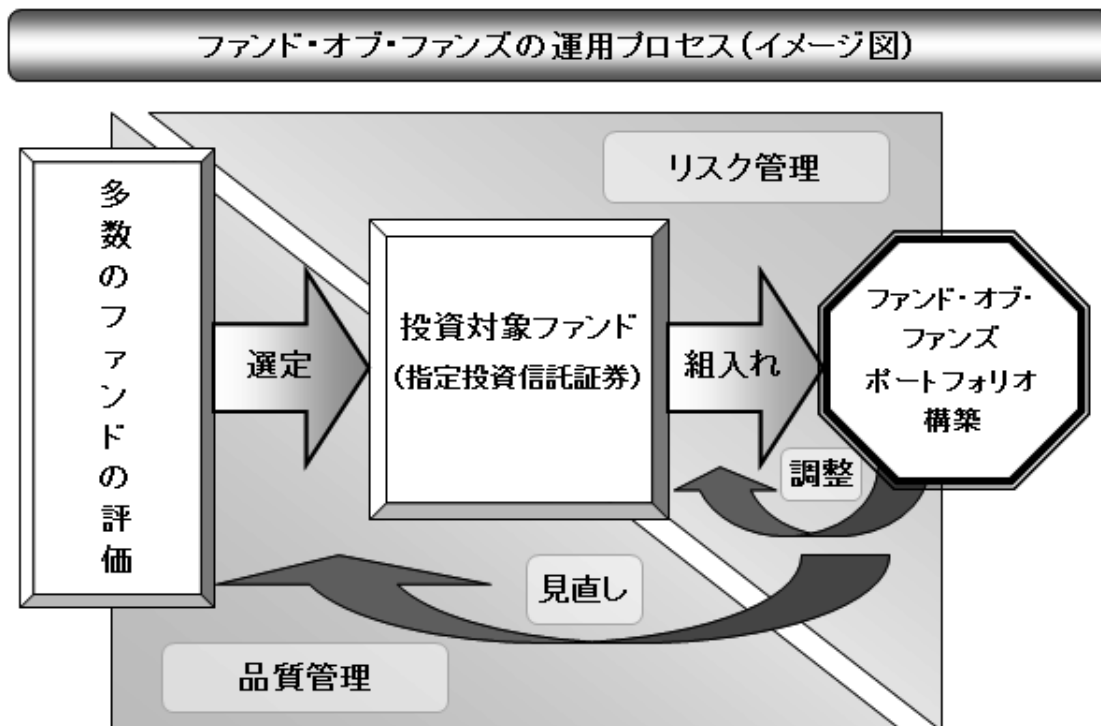 ファンド・オブ・ファンズの運用プロセス(イメージ図)
リスク管理
多数のファンドの評価
選定
投資対象ファンド
(指定投資信託証券)
組入れ
ファンド・オブ・
ファンズ
ポートフォリオ
構築
調整
見直し
品質管理